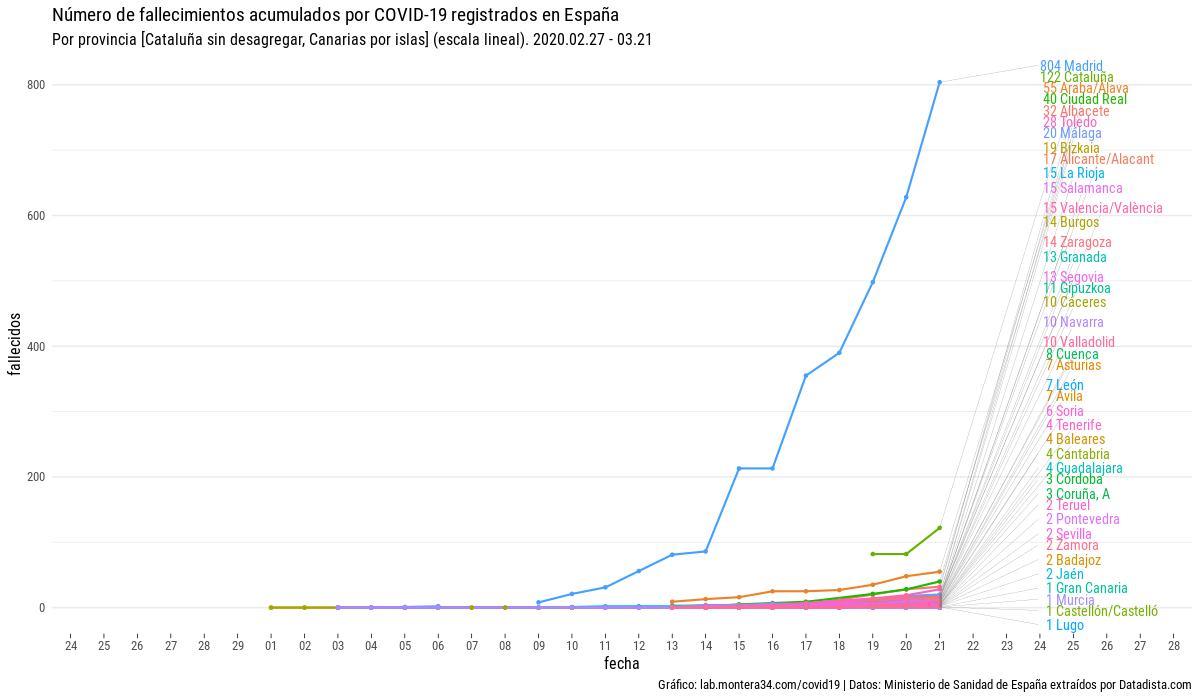 Número de fallecimientos acumulados por COVID-19 registrados en España
Por provincia [Cataluña sin desagregar, Canarias por islas] (escala lineal). 2020.02.27 - 03.21
fallecidos
800
600
400
200
0
804 Madrid
122 Cataluña
55 Araba/Álava
40 Ciudad Real
32 Albacete
28 Toledo
20 Málaga
19 Bizkaia
17 Alicante/Alacant
15 La Rioja
15 Salamanca
15 Valencia/València
14 Burgos
14 Zaragoza
13 Granada
13 Segovia
11 Gipuzkoa
10 Cáceres
10 Navarra
10 Valladolid
8 Cuenca
7 Asturias
7 León
7 Ávila
6 Soria
4 Tenerife
4 Baleares
4 Cantabria
4 Guadalajara
3 Córdoba
3 Coruña, A
2 Teruel
2 Pontevedra
2 Sevilla
2 Zamora
2 Badajoz
2 Jaén
1 Gran Canaria
1 Murcia
1 Castellón/Castelló
1 Lugo
24 25 26 27 28 29 01 02 03 04 05 06 07 08 09 10 11 12 13 14 15 16 17 18 19 20 21 22 23 24 25 26 27 28
fecha
Gráfico: lab.montera34.com/covid19 | Datos: Ministerio de Sanidad de España extraídos por Datadista.com